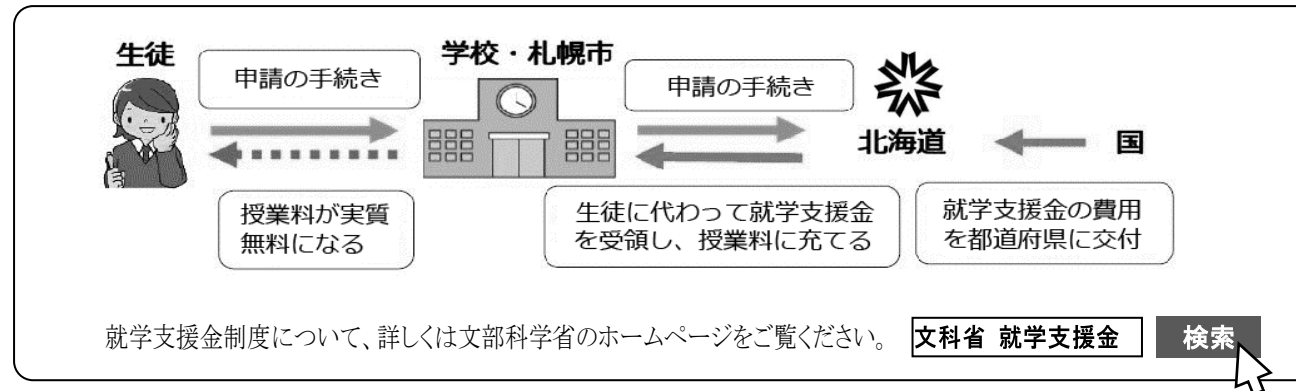 生徒
申請の手続き
学校・札幌市
申請の手続き
北海道
国
授業料が実質
無料になる
生徒に代わって就学支援金
を受領し、授業料に充てる
就学支援金の費用
を都道府県に交付
就学支援金制度について、詳しくは文部科学省のホームページをご覧ください。
文科省 就学支援金
検索